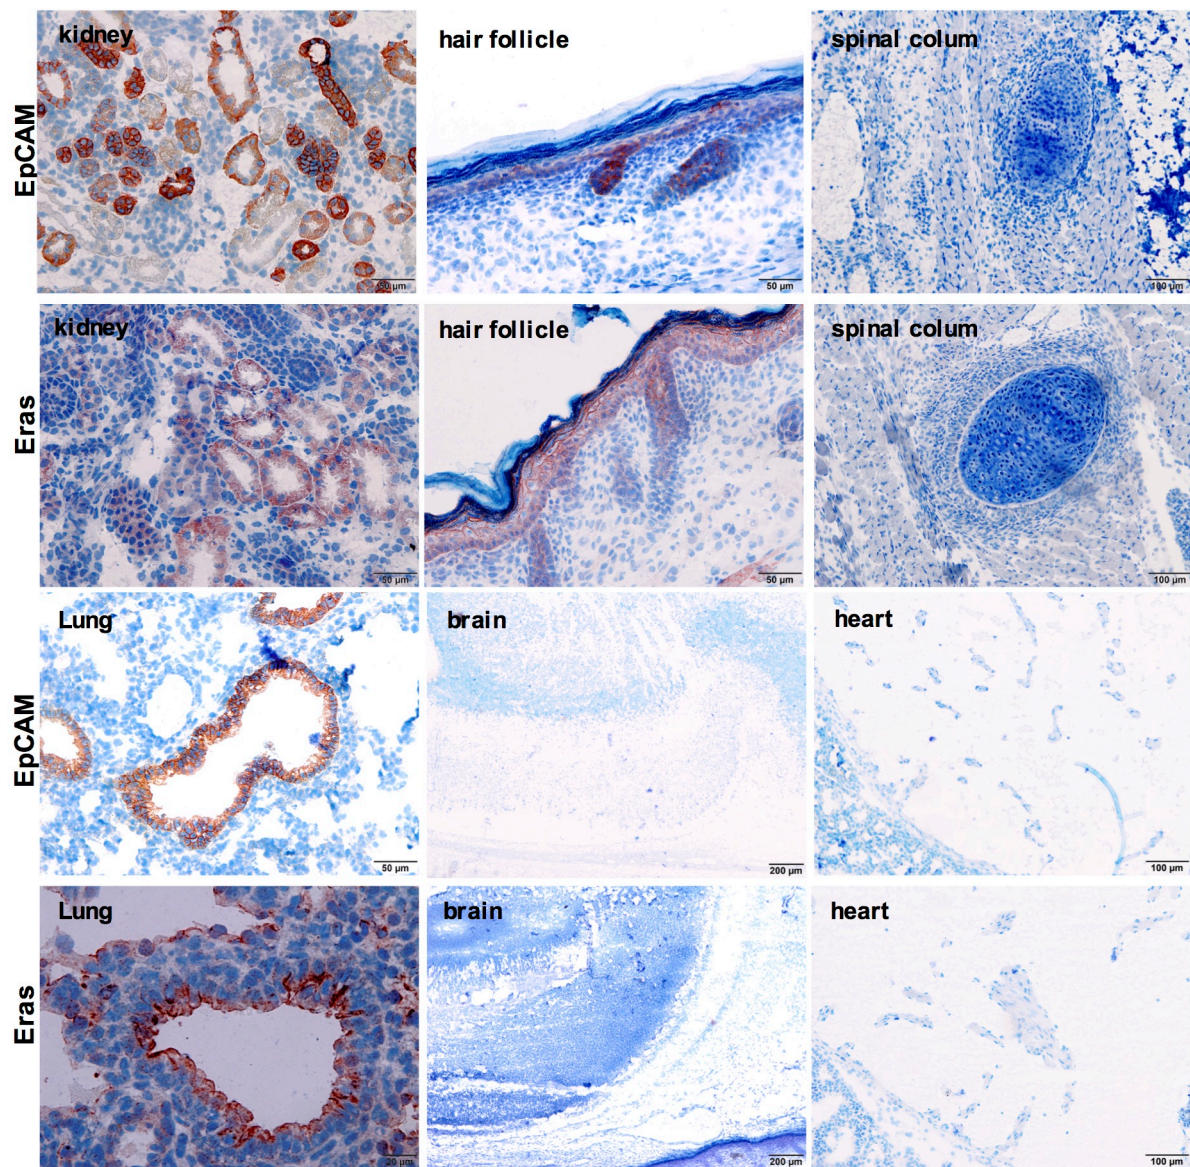 EpCAM
kidney
50 µm
hair follicle
50 µm
spinal colum
100 µm
Eras
kidney
50 µm
hair follicle
50 µm
spinal colum
100 µm
EpCAM
Lung
50 µm
brain
200 µm
heart
100 µm
Eras
Lung
20 µm
brain
200 µm
heart
100 µm